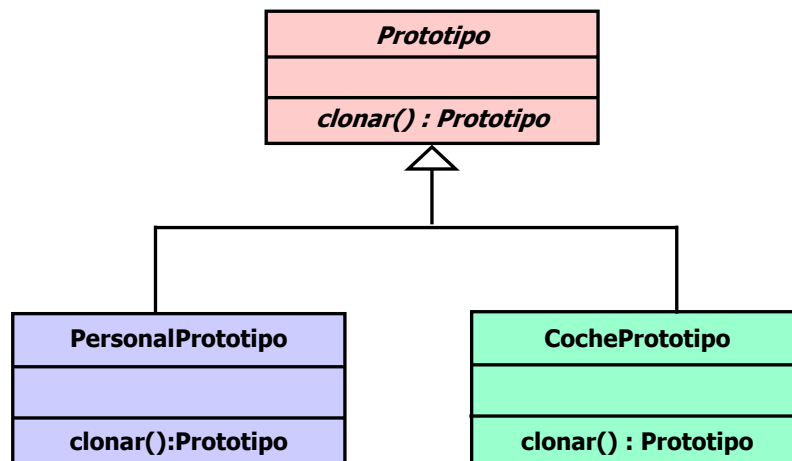 Prototipo
clonar() : Prototipo
PersonalPrototipo
CochePrototipo
clonar():Prototipo
clonar() : Prototipo